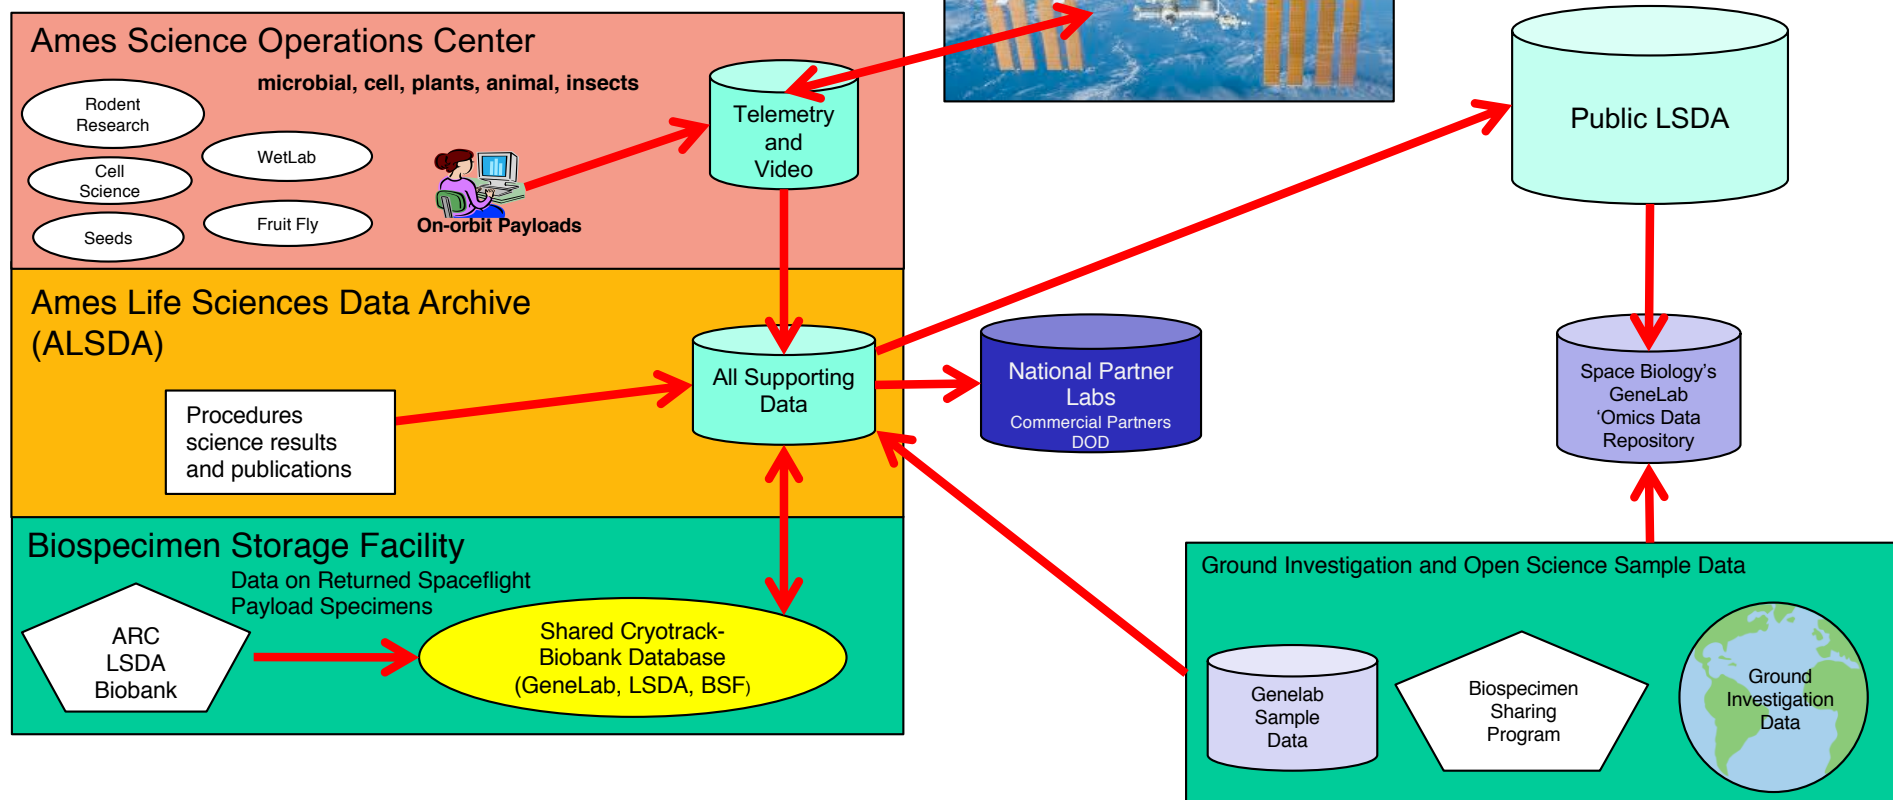 Ames Science Operations Center
microbial, cell, plants, animal, insects
Rodent
Research
WetLab
Cell
Science
Fruit Fly
Seeds
On-orbit Payloads
Telemetry
and
Video
Public LSDA
Ames Life Sciences Data Archive
(ALSDA)
Procedures
science results
and publications
All Supporting
Data
National Partner
Labs
Commercial Partners
DOD
Space Biology’s
GeneLab
‘Omics Data
Repository
Biospecimen Storage Facility
Data on Returned Spaceflight
Payload Specimens
ARC
LSDA
Biobank
Shared Cryotrack-
Biobank Database
(GeneLab, LSDA, BSF)
Ground Investigation and Open Science Sample Data
Genelab
Sample
Data
Biospecimen
Sharing
Program
Ground
Investigation
Data